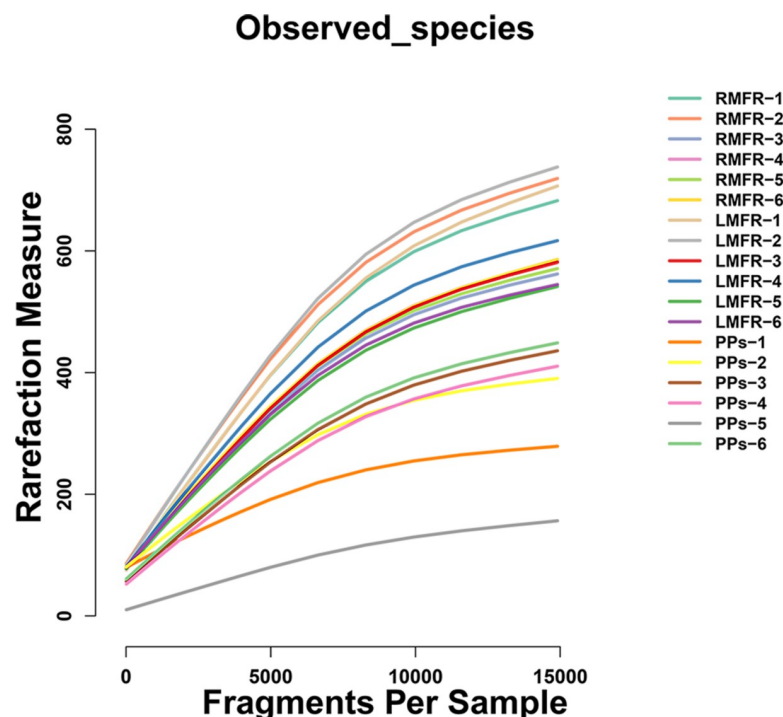 Observed_species
Rarefaction Measure
800
600
400
200
0
0 5000 10000 15000
Fragments Per Sample
RMFR-1
RMFR-2
RMFR-3
RMFR-4
RMFR-5
RMFR-6
LMFR-1
LMFR-2
LMFR-3
LMFR-4
LMFR-5
LMFR-6
PPs-1
PPs-2
PPs-3
PPs-4
PPs-5
PPs-6